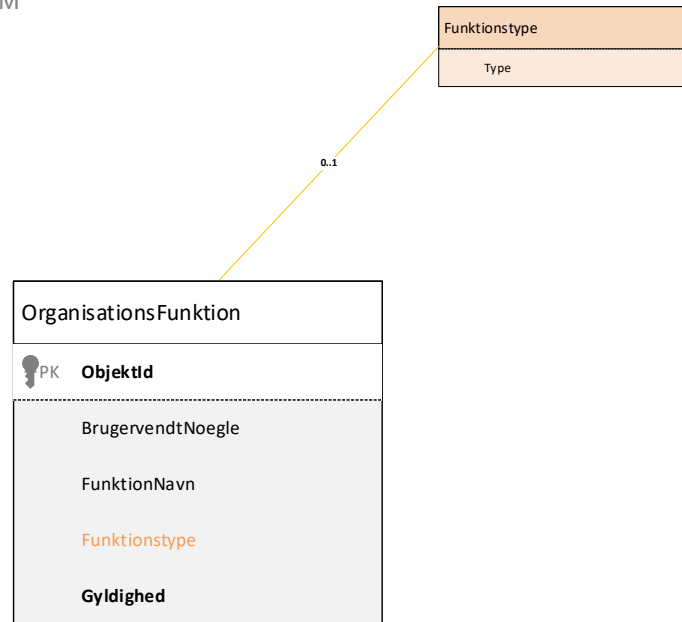 Funktionstype
Type
0..1
OrganisationsFunktion
PK ObjektId
BrugervendtNoegle
FunktionNavn
Funktionstype
Gyldighed